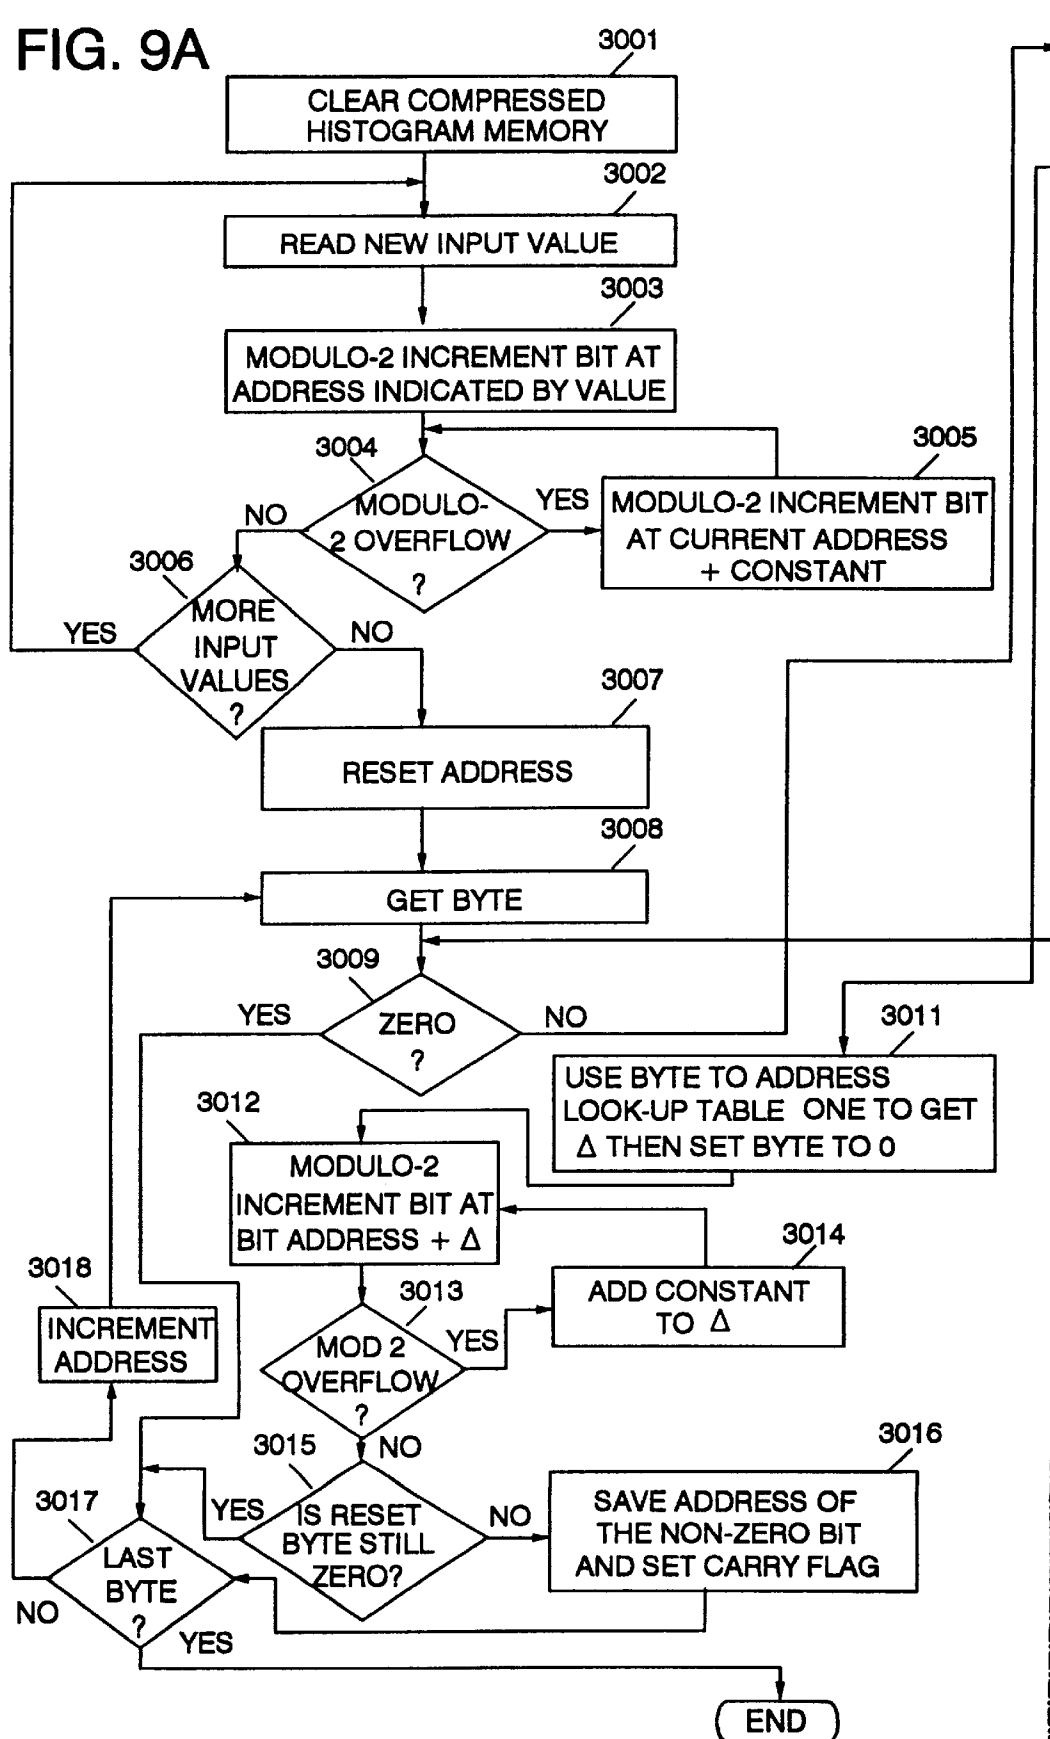 FIG. 9A
3001
CLEAR COMPRESSED
HISTOGRAM MEMORY
3002
READ NEW INPUT VALUE
3003
MODULO-2 INCREMENT BIT AT
ADDRESS INDICATED BY VALUE
3004
MODULO-
2 OVERFLOW
?
YES
NO
3005
MODULO-2 INCREMENT BIT
AT CURRENT ADDRESS
+ CONSTANT
3006
MORE
INPUT
VALUES
?
YES
NO
3007
RESET ADDRESS
3008
GET BYTE
3009
ZERO
?
YES
NO
3011
USE BYTE TO ADDRESS
LOOK-UP TABLE ONE TO GET
Δ THEN SET BYTE TO 0
3012
MODULO-2
INCREMENT BIT AT
BIT ADDRESS + Δ
3013
MOD 2
OVERFLOW
?
YES
NO
3014
ADD CONSTANT
TO Δ
3015
IS RESET
BYTE STILL
ZERO?
YES
NO
3016
SAVE ADDRESS OF
THE NON-ZERO BIT
AND SET CARRY FLAG
3017
LAST
BYTE
?
NO
YES
3018
INCREMENT
ADDRESS
END